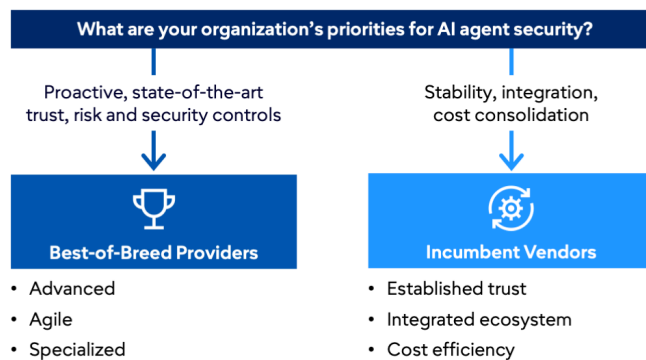 What are your organization's priorities for AI agent security?
Proactive, state-of-the-art
trust, risk and security controls
Stability, integration,
cost consolidation
Best-of-Breed Providers
Incumbent Vendors
• Advanced
• Agile
• Specialized
• Established trust
• Integrated ecosystem
• Cost efficiency